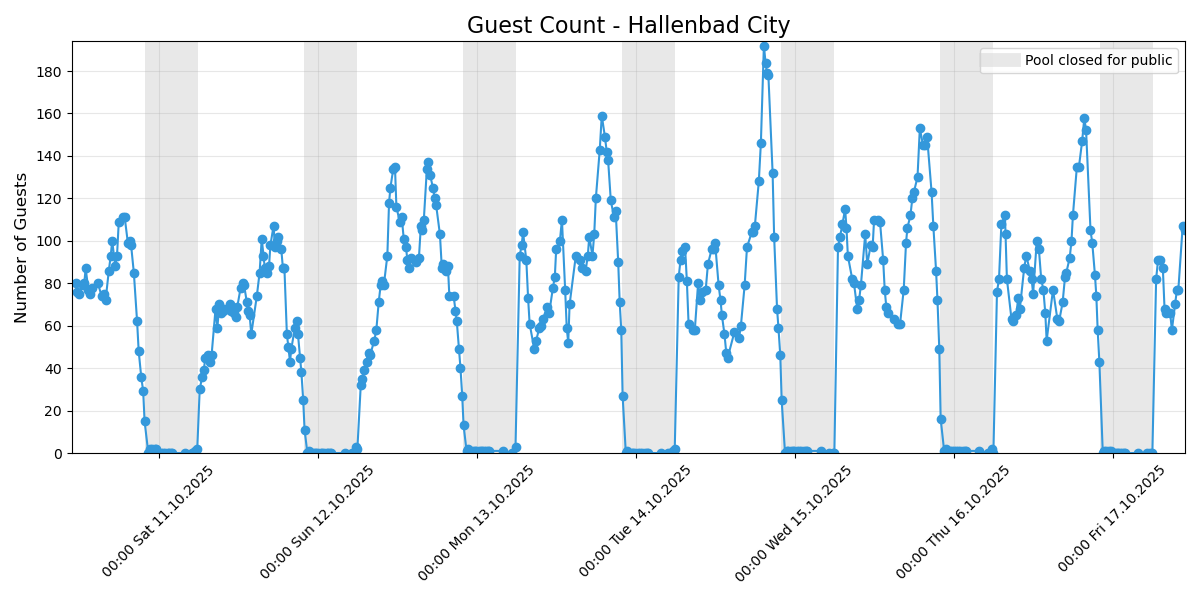 Guest Count - Hallenbad City
Pool closed for public
Number of Guests
180
160
140
120
100
80
60
40
20
0
00:00 Sat 11.10.2025
00:00 Sun 12.10.2025
00:00 Mon 13.10.2025
00:00 Tue 14.10.2025
00:00 Wed 15.10.2025
00:00 Thu 16.10.2025
00:00 Fri 17.10.2025